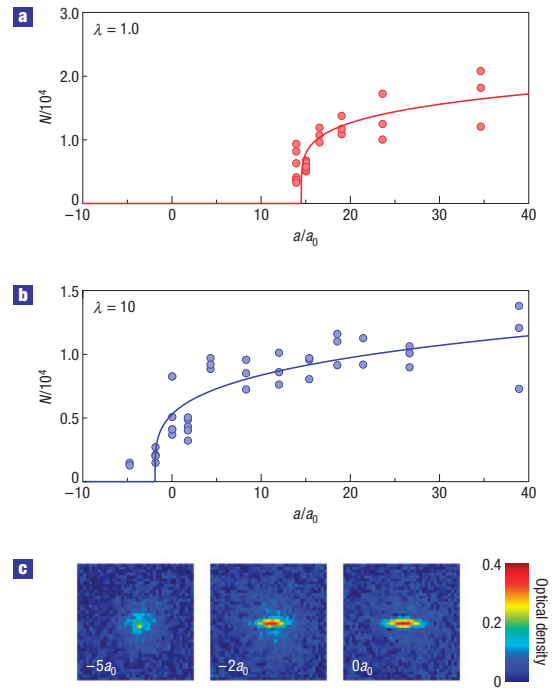 a
λ = 1.0
N/10⁴
3.0
2.0
1.0
0
−10 0 10 20 30 40
a/a₀
b
λ = 10
N/10⁴
1.5
1.0
0.5
0
−10 0 10 20 30 40
a/a₀
c
−5a₀
−2a₀
0a₀
0.4
0.2
0
Optical density